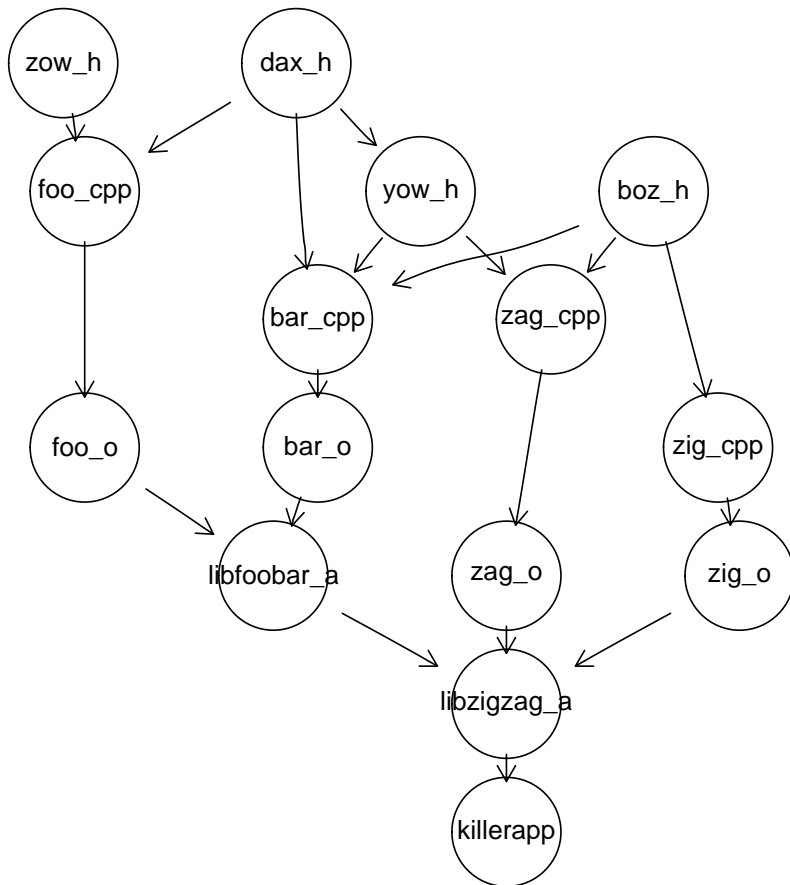 zow_h
dax_h
foo_cpp
yow_h
boz_h
bar_cpp
zag_cpp
foo_o
bar_o
zig_cpp
libfoobar_a
zag_o
zig_o
libzigzag_a
killerapp